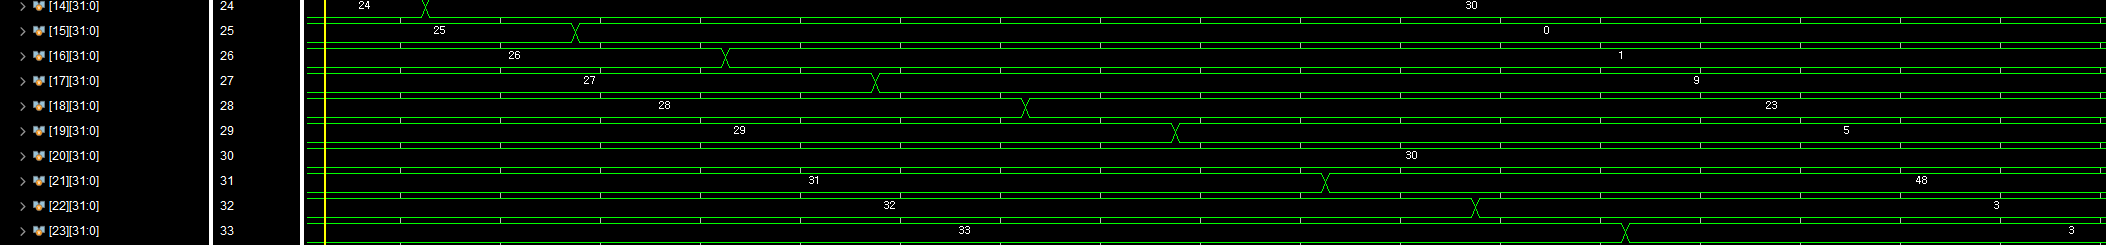 [14][31:0] 24 24 30
[15][31:0] 25 25 0
[16][31:0] 26 26 1
[17][31:0] 27 27 9
[18][31:0] 28 28 23
[19][31:0] 29 29 5
[20][31:0] 30 30
[21][31:0] 31 31 48
[22][31:0] 32 32 3
[23][31:0] 33 33 3